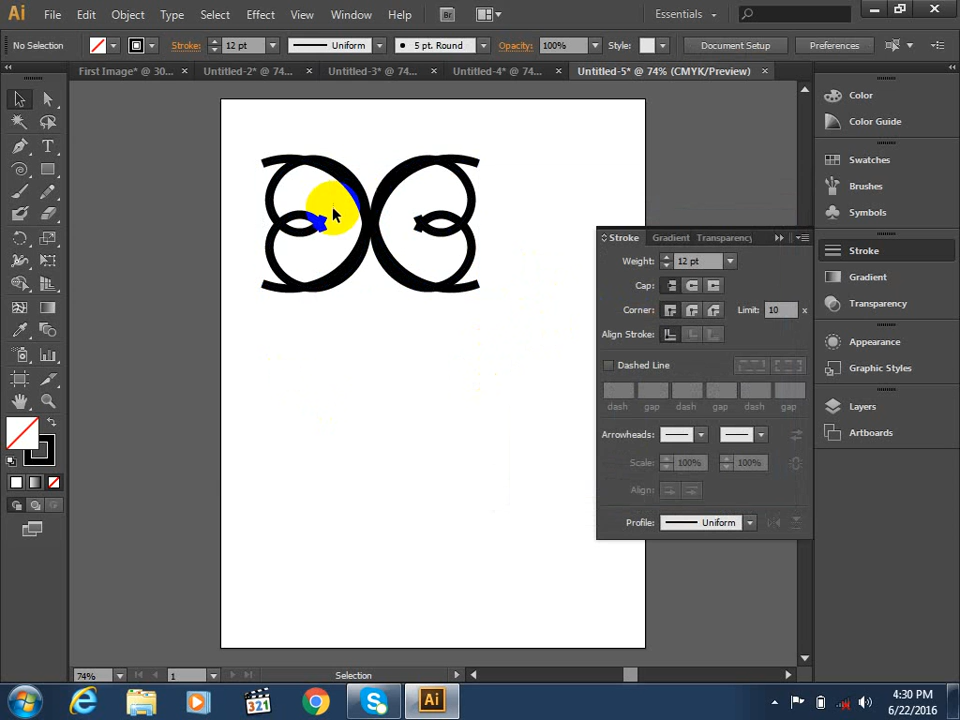 Ai File Edit Object Type Select Effect View Window Help Br Essentials
No Selection Stroke: 12 pt Uniform 5 pt. Round Opacity: 100% Style: Document Setup Preferences
First Image* @ 30... × Untitled-2* @ 74... × Untitled-3* @ 74... × Untitled-4* @ 74... × Untitled-5* @ 74% (CMYK/Preview) ×
Color
Color Guide
Swatches
Brushes
Symbols
Stroke
Gradient
Transparency
Appearance
Graphic Styles
Layers
Artboards
Stroke Gradient Transparency
Weight: 12 pt
Cap:
Corner: Limit: 10 x
Align Stroke:
Dashed Line
dash gap dash gap dash gap
Arrowheads:
Scale: 100% 100%
Align:
Profile: Uniform
T
74% 1 Selection
321 Ai 4:30 PM
6/22/2016